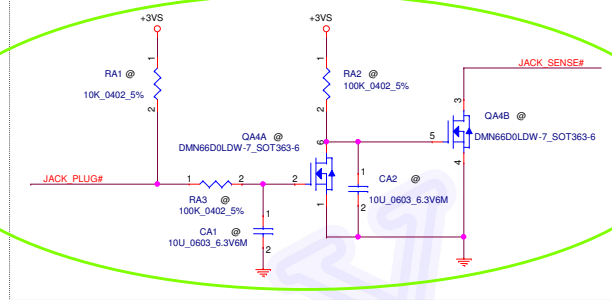 +3VS
+3VS
1
RA1 @
10K_0402_5%
2
1
RA2 @
100K_0402_5%
2
JACK_SENSE#
3
QA4B @
DMN66D0LDW-7_SOT363-6
5
4
QA4A @
DMN66D0LDW-7_SOT363-6
6
JACK_PLUG#
1 2
RA3 @
100K_0402_5%
2
1
1
CA2 @
10U_0603_6.3V6M
2
1
CA1 @
10U_0603_6.3V6M
2